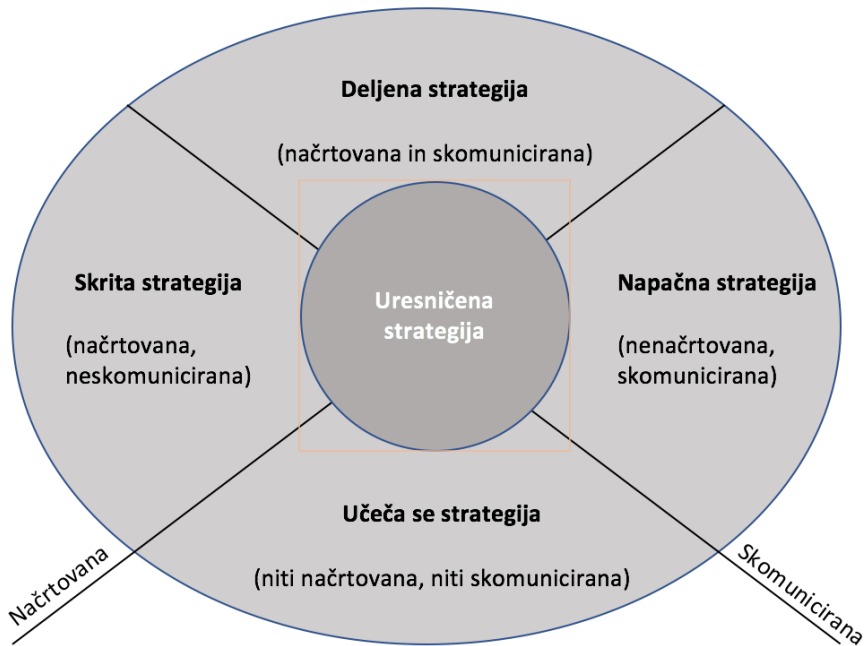 Deljena strategija
(načrtovana in skomunicirana)
Skrita strategija
(načrtovana,
neskomunicirana)
Uresničena
strategija
Napačna strategija
(nenačrtovana,
skomunicirana)
Učeča se strategija
(niti načrtovana, niti skomunicirana)
Načrtovana
Skomunicirana